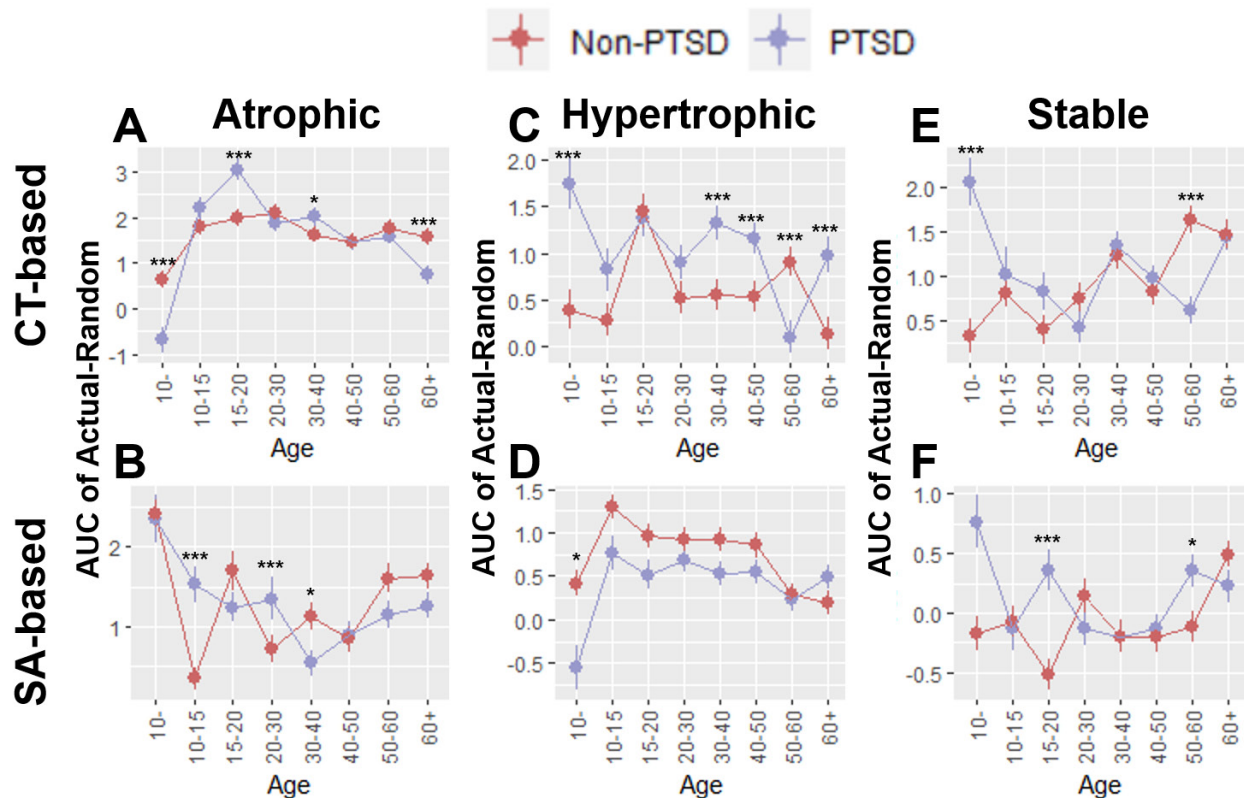 Non-PTSD PTSD
A Atrophic C Hypertrophic E Stable
CT-based
AUC of Actual-Random
3
2
1
0
-1
*** *** * ***
10- 10-15 15-20 20-30 30-40 40-50 50-60 60+
Age
AUC of Actual-Random
2.0
1.5
1.0
0.5
0.0
*** *** *** *** ***
10- 10-15 15-20 20-30 30-40 40-50 50-60 60+
Age
AUC of Actual-Random
2.0
1.5
1.0
0.5
*** ***
10- 10-15 15-20 20-30 30-40 40-50 50-60 60+
Age
SA-based
B
2
1
*** *** *
10- 10-15 15-20 20-30 30-40 40-50 50-60 60+
Age
D
1.5
1.0
0.5
0.0
-0.5
*
10- 10-15 15-20 20-30 30-40 40-50 50-60 60+
Age
F
1.0
0.5
0.0
-0.5
*** *
10- 10-15 15-20 20-30 30-40 40-50 50-60 60+
Age